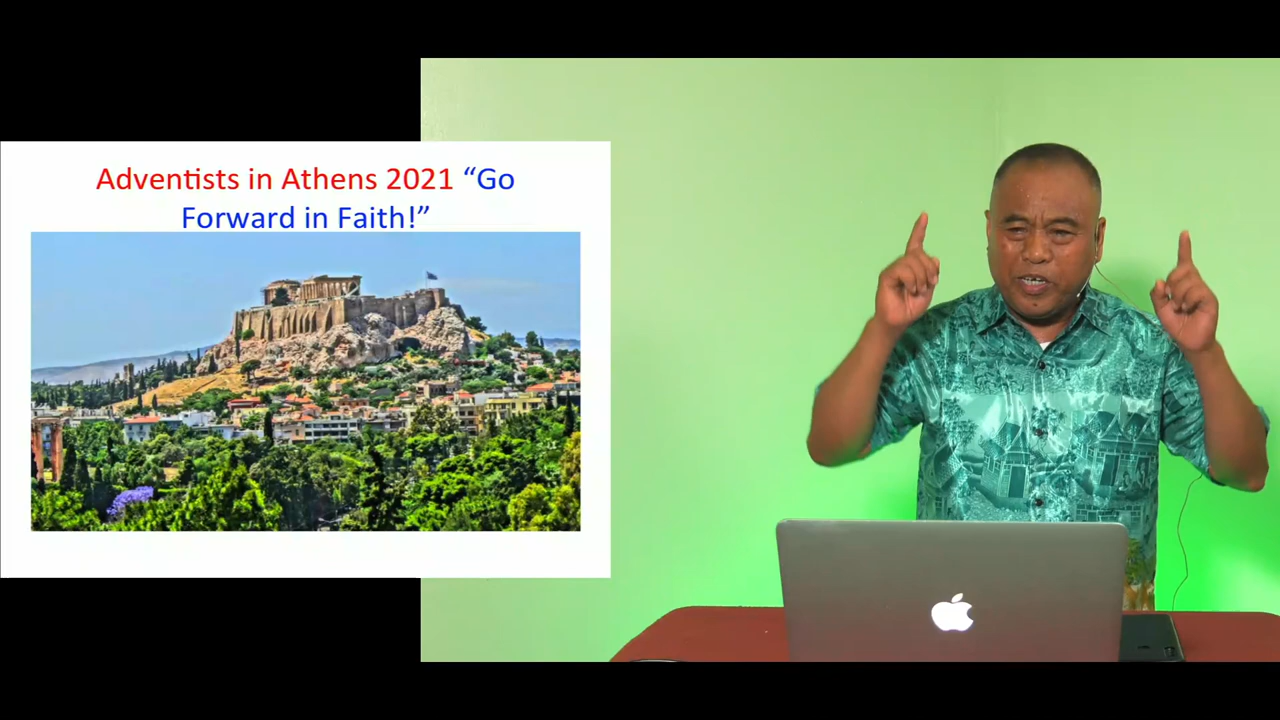 Adventists in Athens 2021 “Go
Forward in Faith!”